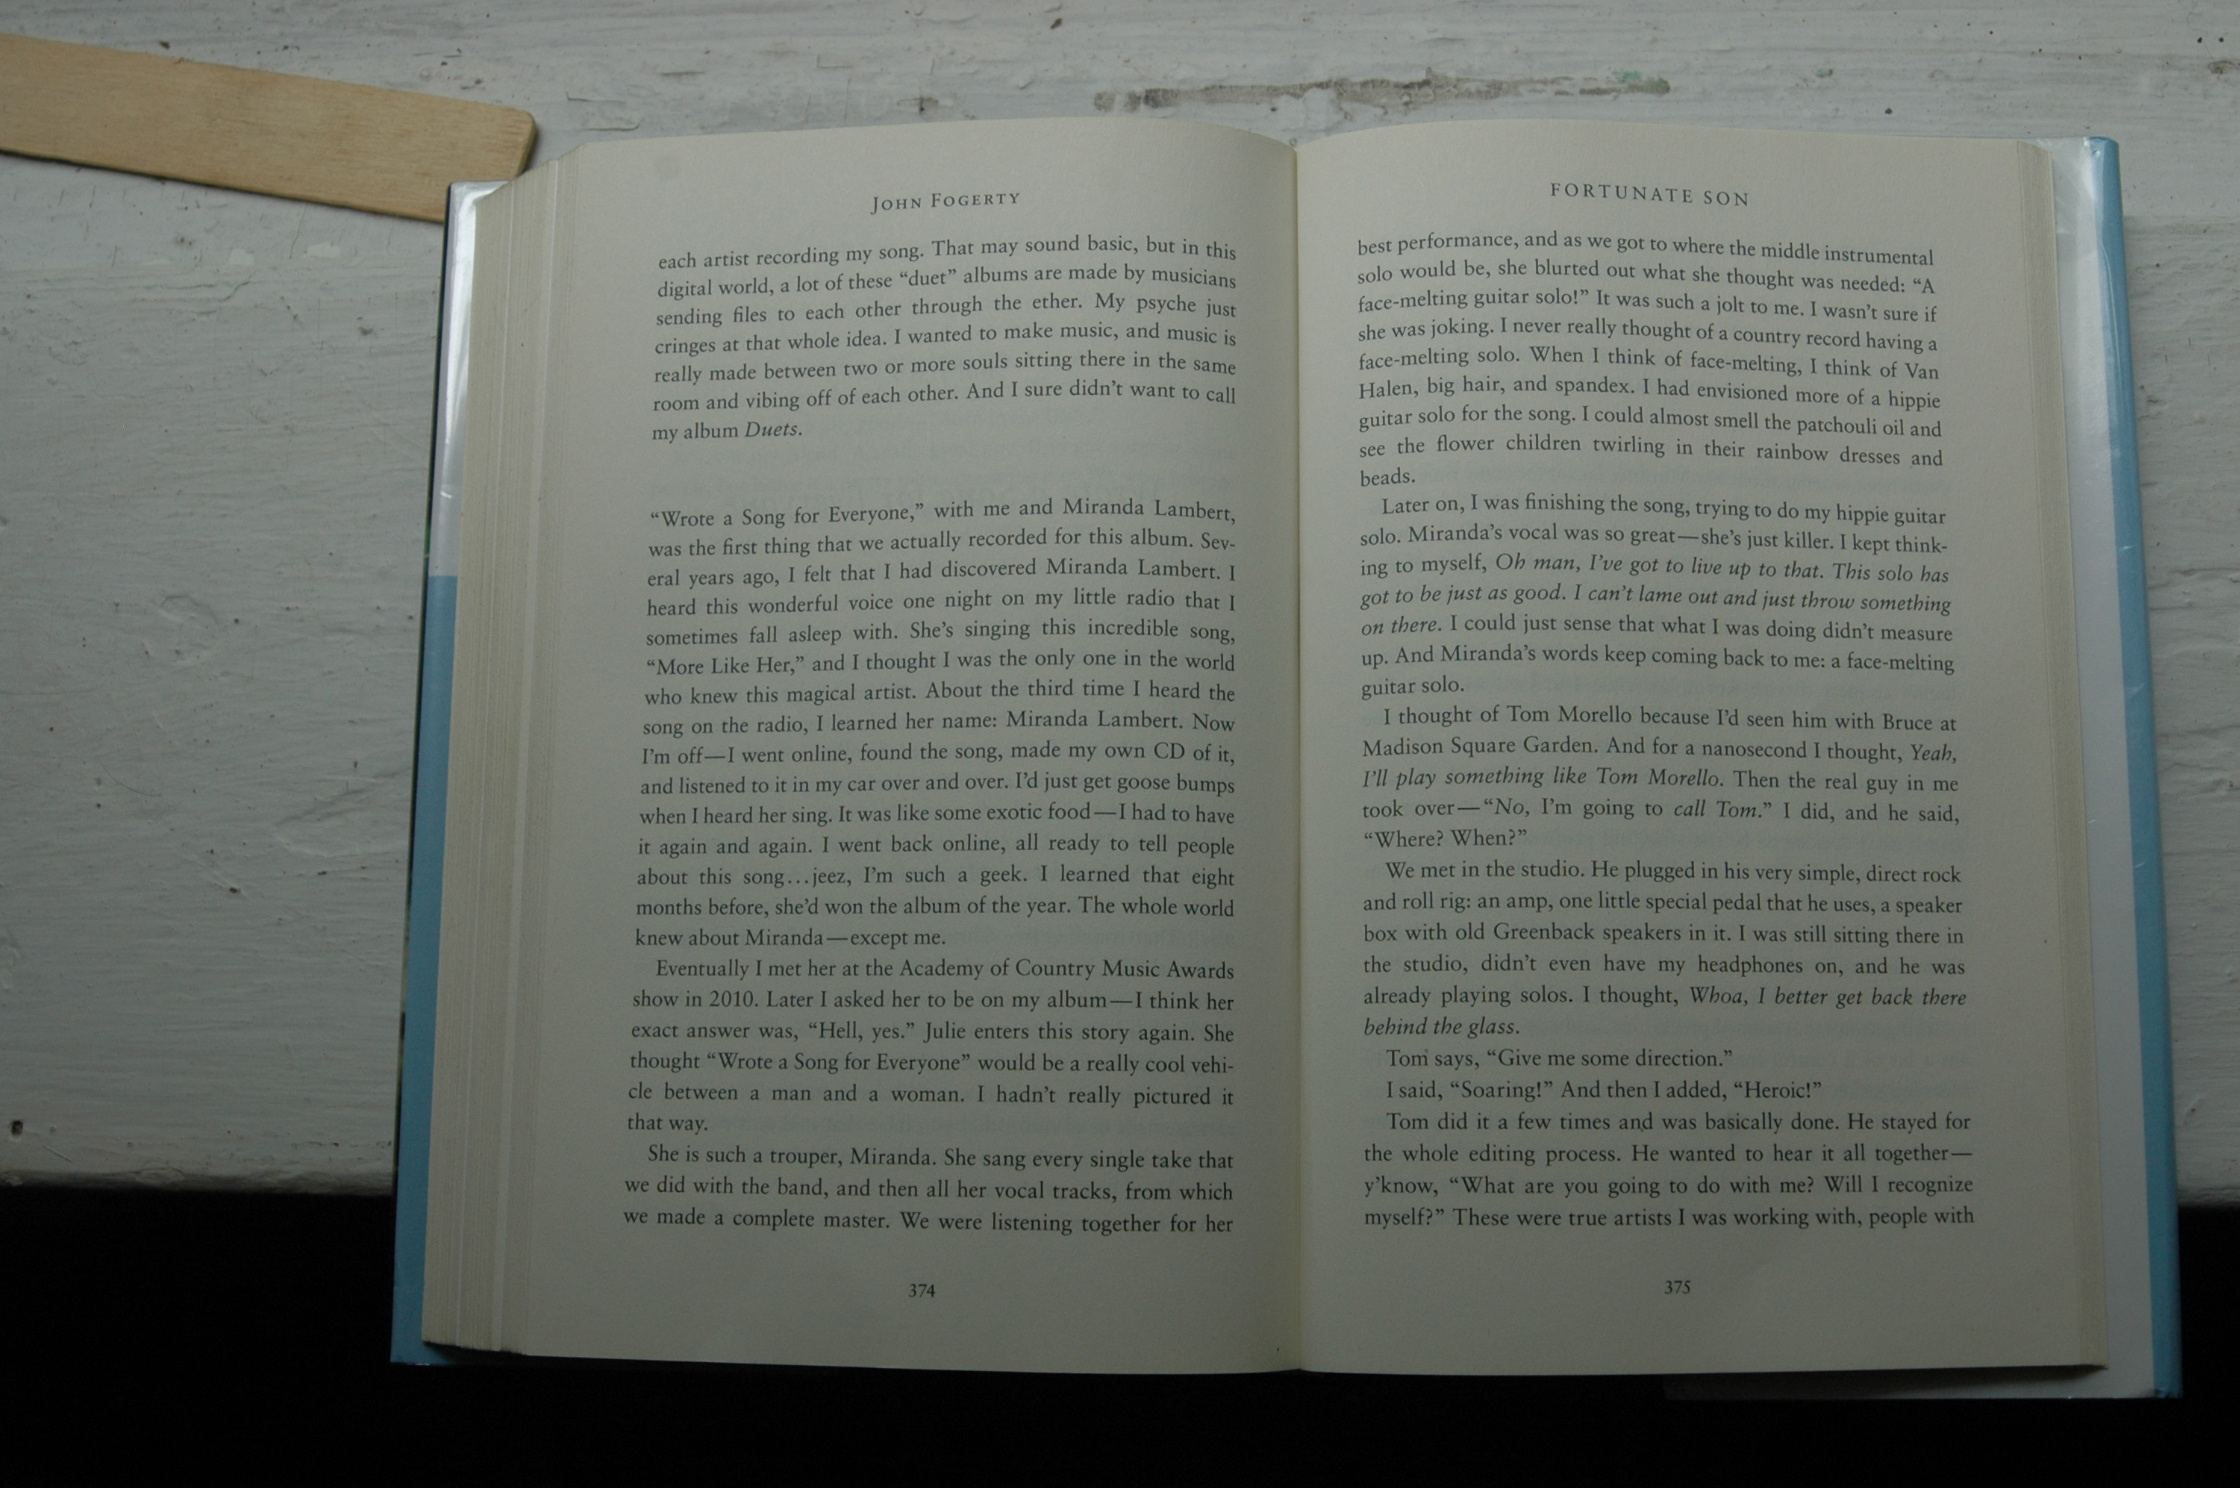 JOHN FOGERTY
each artist recording my song. That may sound basic, but in this
digital world, a lot of these “duet” albums are made by musicians
sending files to each other through the ether. My psyche just
cringes at that whole idea. I wanted to make music, and music is
really made between two or more souls sitting there in the same
room and vibing off of each other. And I sure didn’t want to call
my album Duets.
“Wrote a Song for Everyone,” with me and Miranda Lambert,
was the first thing that we actually recorded for this album. Sev-
eral years ago, I felt that I had discovered Miranda Lambert. I
heard this wonderful voice one night on my little radio that I
sometimes fall asleep with. She’s singing this incredible song,
“More Like Her,” and I thought I was the only one in the world
who knew this magical artist. About the third time I heard the
song on the radio, I learned her name: Miranda Lambert. Now
I’m off—I went online, found the song, made my own CD of it,
and listened to it in my car over and over. I’d just get goose bumps
when I heard her sing. It was like some exotic food—I had to have
it again and again. I went back online, all ready to tell people
about this song…jeez, I’m such a geek. I learned that eight
months before, she’d won the album of the year. The whole world
knew about Miranda—except me.
Eventually I met her at the Academy of Country Music Awards
show in 2010. Later I asked her to be on my album—I think her
exact answer was, “Hell, yes.” Julie enters this story again. She
thought “Wrote a Song for Everyone” would be a really cool vehi-
cle between a man and a woman. I hadn’t really pictured it
that way.
She is such a trouper, Miranda. She sang every single take that
we did with the band, and then all her vocal tracks, from which
we made a complete master. We were listening together for her
374
FORTUNATE SON
best performance, and as we got to where the middle instrumental
solo would be, she blurted out what she thought was needed: “A
face-melting guitar solo!” It was such a jolt to me. I wasn’t sure if
she was joking. I never really thought of a country record having a
face-melting solo. When I think of face-melting, I think of Van
Halen, big hair, and spandex. I had envisioned more of a hippie
guitar solo for the song. I could almost smell the patchouli oil and
see the flower children twirling in their rainbow dresses and
beads.
Later on, I was finishing the song, trying to do my hippie guitar
solo. Miranda’s vocal was so great—she’s just killer. I kept think-
ing to myself, Oh man, I’ve got to live up to that. This solo has
got to be just as good. I can’t lame out and just throw something
on there. I could just sense that what I was doing didn’t measure
up. And Miranda’s words keep coming back to me: a face-melting
guitar solo.
I thought of Tom Morello because I’d seen him with Bruce at
Madison Square Garden. And for a nanosecond I thought, Yeah,
I’ll play something like Tom Morello. Then the real guy in me
took over—“No, I’m going to call Tom.” I did, and he said,
“Where? When?”
We met in the studio. He plugged in his very simple, direct rock
and roll rig: an amp, one little special pedal that he uses, a speaker
box with old Greenback speakers in it. I was still sitting there in
the studio, didn’t even have my headphones on, and he was
already playing solos. I thought, Whoa, I better get back there
behind the glass.
Tom says, “Give me some direction.”
I said, “Soaring!” And then I added, “Heroic!”
Tom did it a few times and was basically done. He stayed for
the whole editing process. He wanted to hear it all together—
y’know, “What are you going to do with me? Will I recognize
myself?” These were true artists I was working with, people with
375